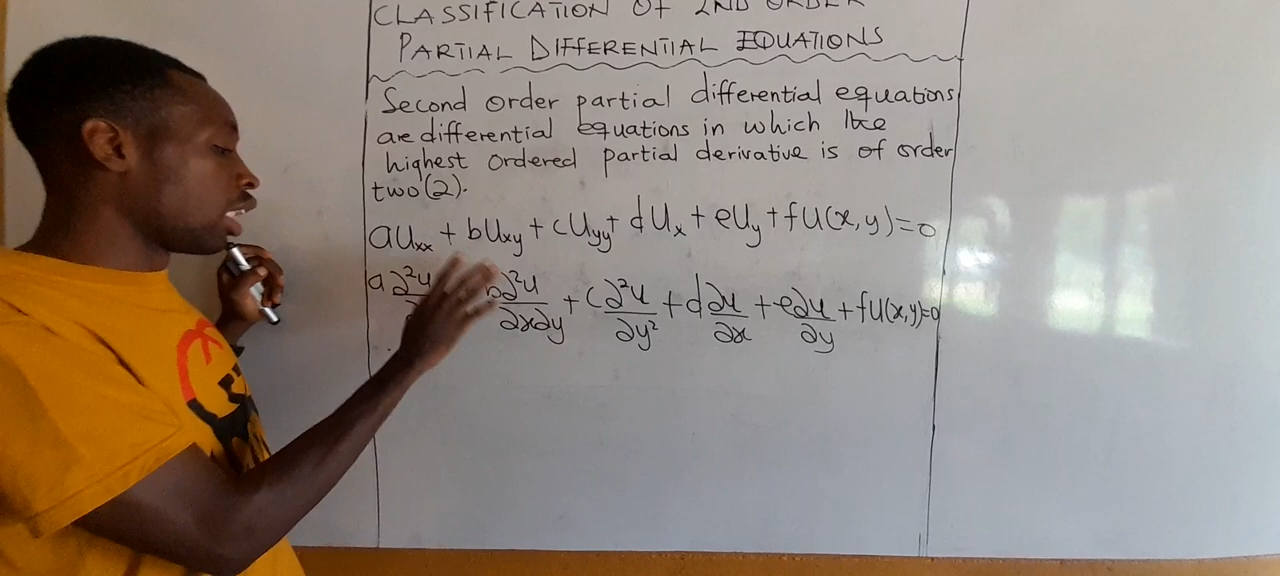 CLASSIFICATION OF 2ND ORDER
PARTIAL DIFFERENTIAL EQUATIONS
Second order partial differential equations
are differential equations in which the
highest ordered partial derivative is of order
two(2).
aUxx + bUxy + cUyy + dUx + eUy + fU(x,y)=0
a∂²u b∂²u/∂x∂y + c∂²u/∂y² + d∂u/∂x + e∂u/∂y + fU(x,y)=0